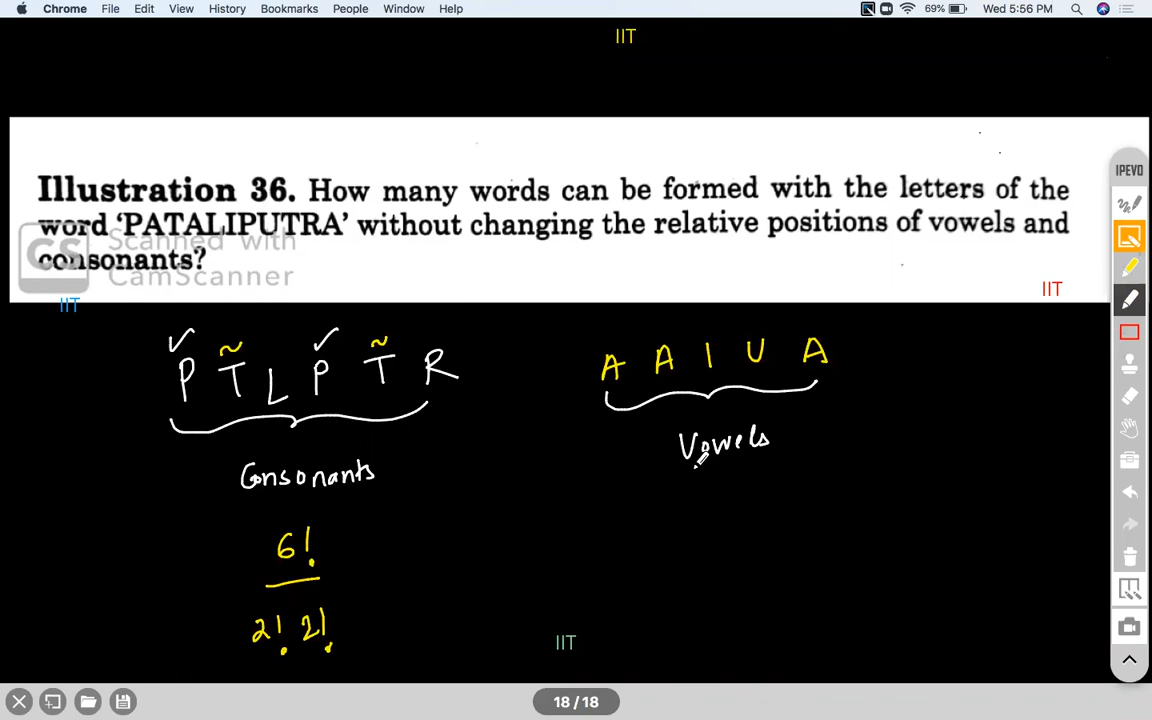 Chrome File Edit View History Bookmarks People Window Help 69% Wed 5:56 PM
IIT
IPEVO
Illustration 36. How many words can be formed with the letters of the
word 'PATALIPUTRA' without changing the relative positions of vowels and
consonants?
CS Scanned with
CamScanner
IIT
IIT
P T L P T R
A A I U A
Consonants
Vowels
6!
2! 2!
IIT
18 / 18